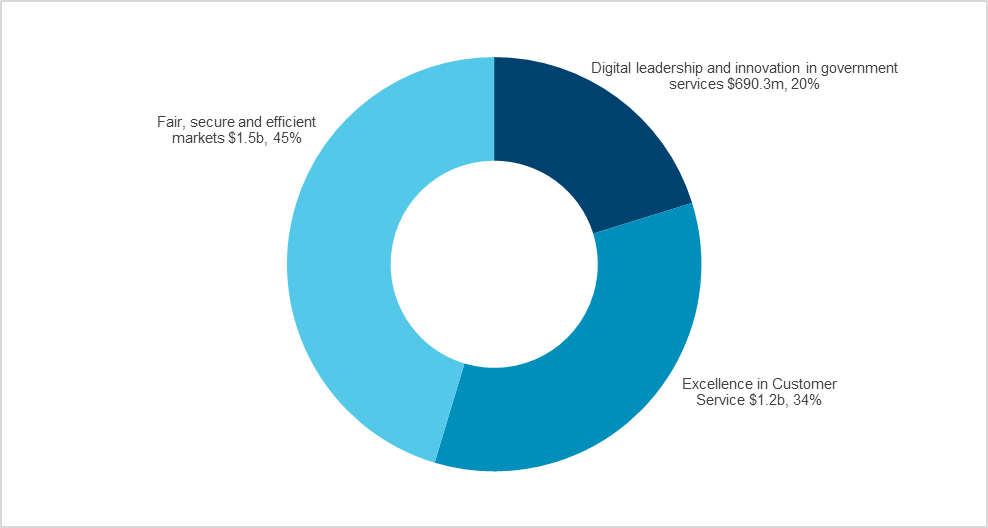 Digital leadership and innovation in government
services $690.3m, 20%
Fair, secure and efficient
markets $1.5b, 45%
Excellence in Customer
Service $1.2b, 34%